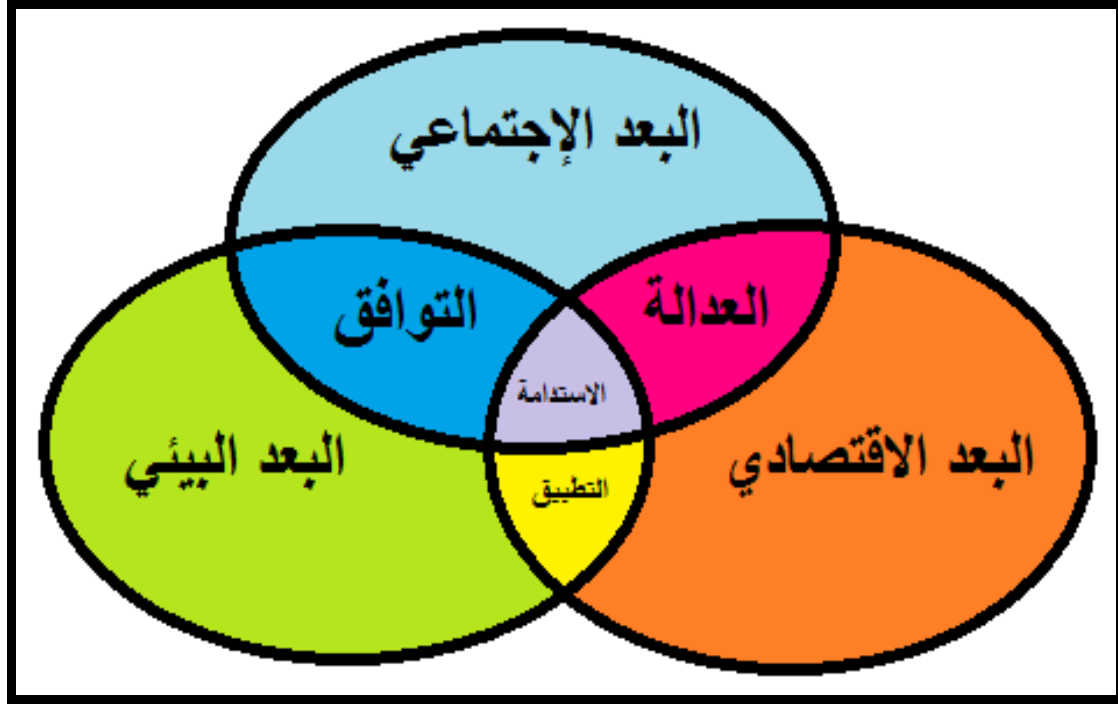 البعد الإجتماعي
العدالة
التوافق
الاستدامة
البعد الاقتصادي
البعد البيئي
التطبيق